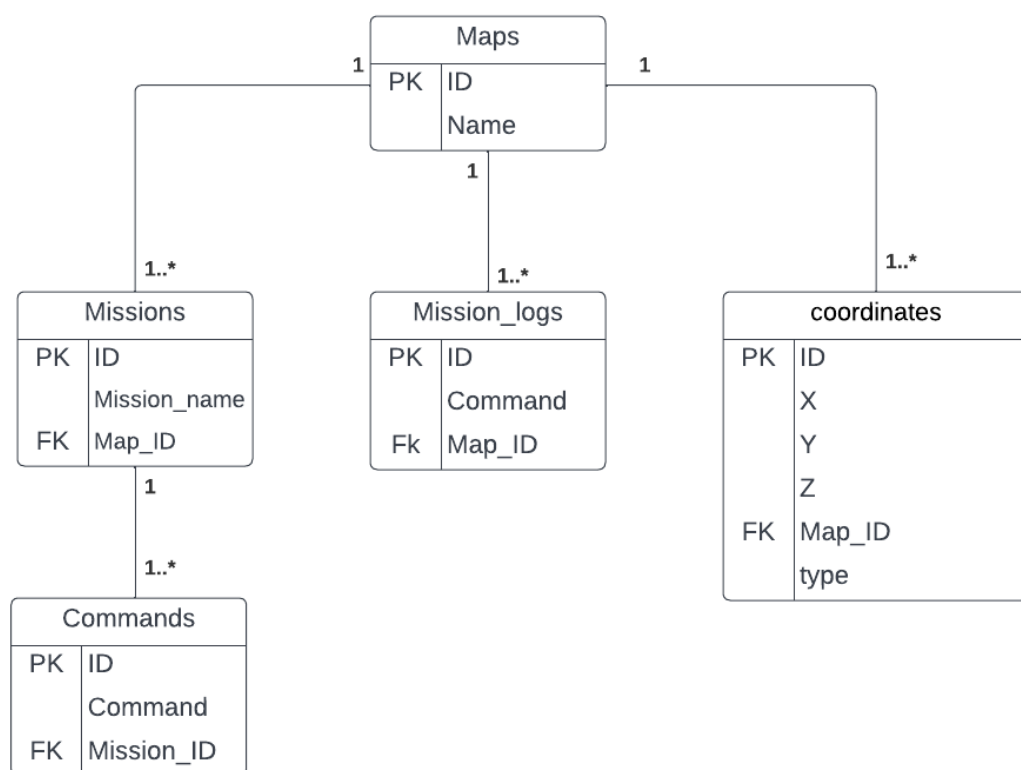 Maps
PK ID
Name
1
1
1
1..*
1..*
1..*
Missions
PK ID
Mission_name
FK Map_ID
Mission_logs
PK ID
Command
Fk Map_ID
coordinates
PK ID
X
Y
Z
FK Map_ID
type
1
1..*
Commands
PK ID
Command
FK Mission_ID